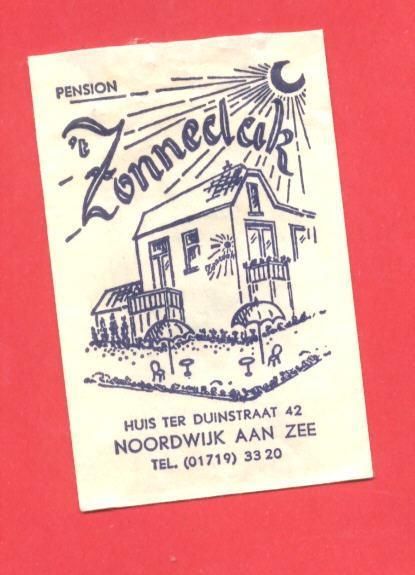 PENSION
't Zonnedak
HUIS TER DUINSTRAAT 42
NOORDWIJK AAN ZEE
TEL. (01719) 33 20